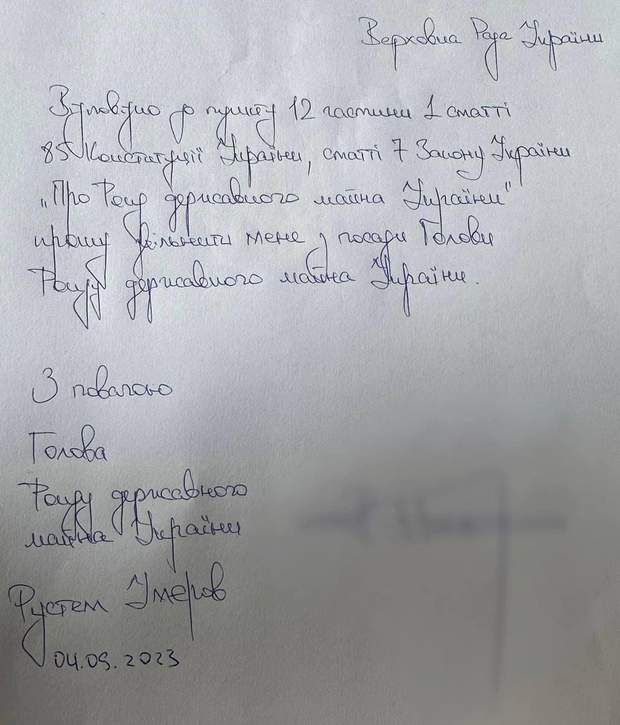 Верховна Рада України
Відповідно до пункту 12 частини 1 статті
85 Конституції України, статті 7 Закону України
"Про Фонд державного майна України"
прошу звільнити мене з посади Голови
Фонду державного майна України.
З повагою
Голова
Фонду державного
майна України
Рустем Умеров
04.09.2023